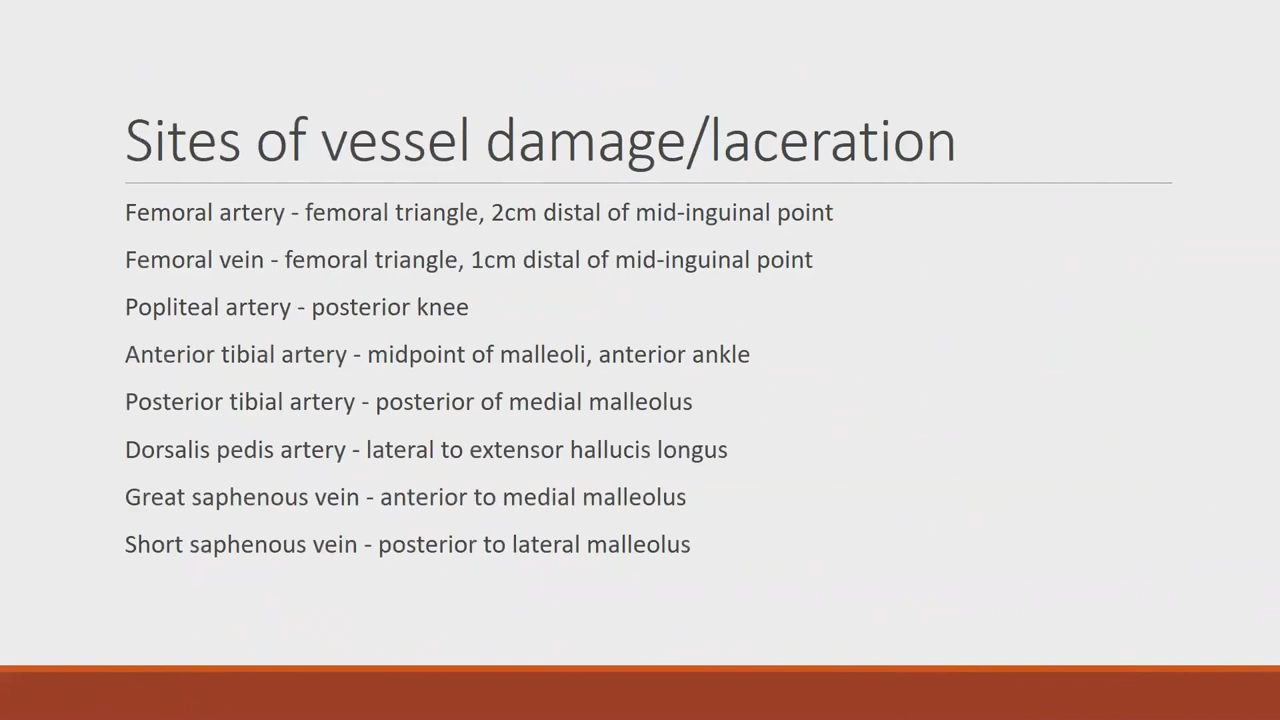 Sites of vessel damage/laceration
Femoral artery - femoral triangle, 2cm distal of mid-inguinal point
Femoral vein - femoral triangle, 1cm distal of mid-inguinal point
Popliteal artery - posterior knee
Anterior tibial artery - midpoint of malleoli, anterior ankle
Posterior tibial artery - posterior of medial malleolus
Dorsalis pedis artery - lateral to extensor hallucis longus
Great saphenous vein - anterior to medial malleolus
Short saphenous vein - posterior to lateral malleolus